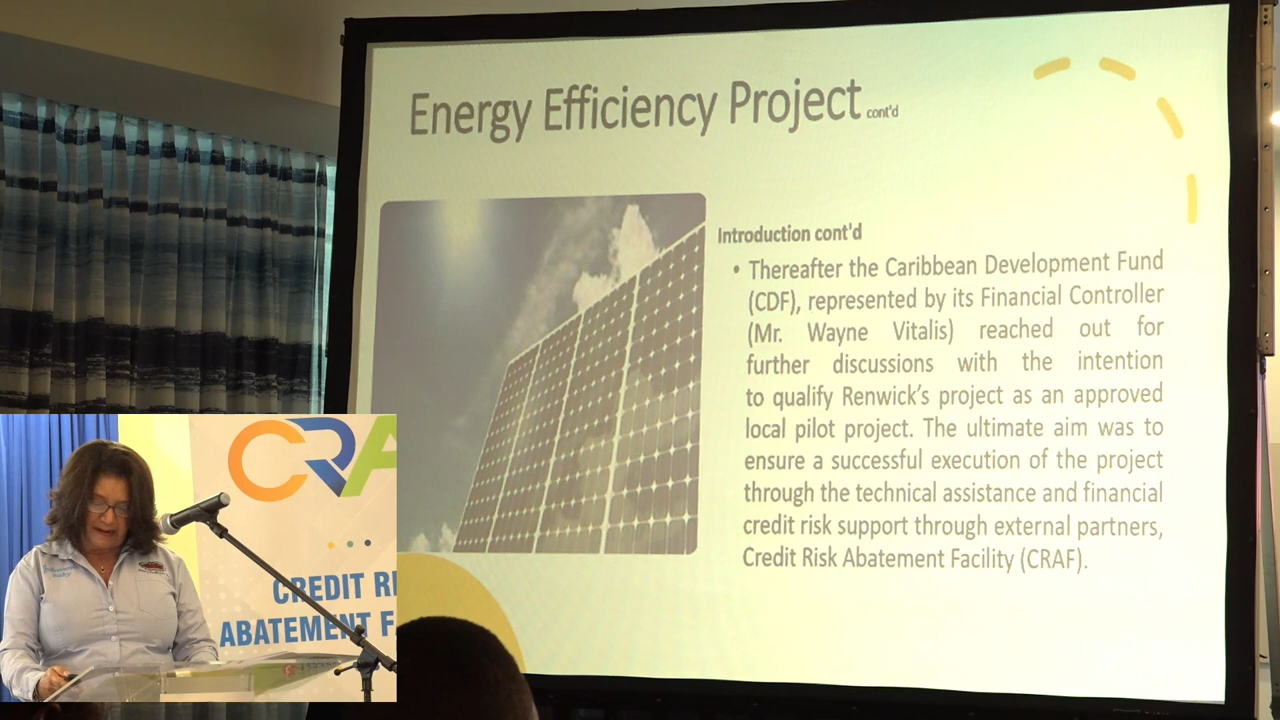 Energy Efficiency Project cont'd
Introduction cont'd
• Thereafter the Caribbean Development Fund
(CDF), represented by its Financial Controller
(Mr. Wayne Vitalis) reached out for
further discussions with the intention
to qualify Renwick's project as an approved
local pilot project. The ultimate aim was to
ensure a successful execution of the project
through the technical assistance and financial
credit risk support through external partners,
Credit Risk Abatement Facility (CRAF).
CRA
CREDIT RI
ABATEMENT FA